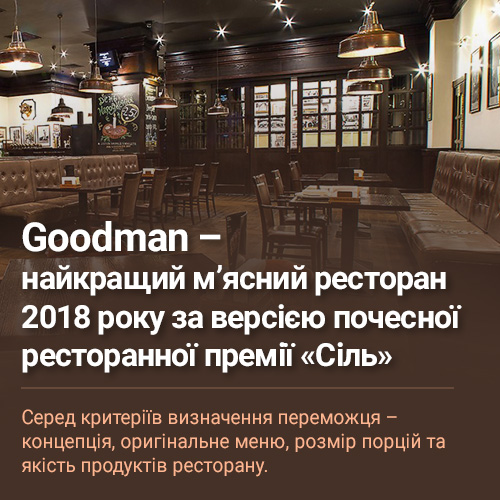 Goodman –
найкращий м’ясний ресторан
2018 року за версією почесної
ресторанної премії «Сіль»
Серед критеріїв визначення переможця –
концепція, оригінальне меню, розмір порцій та
якість продуктів ресторану.